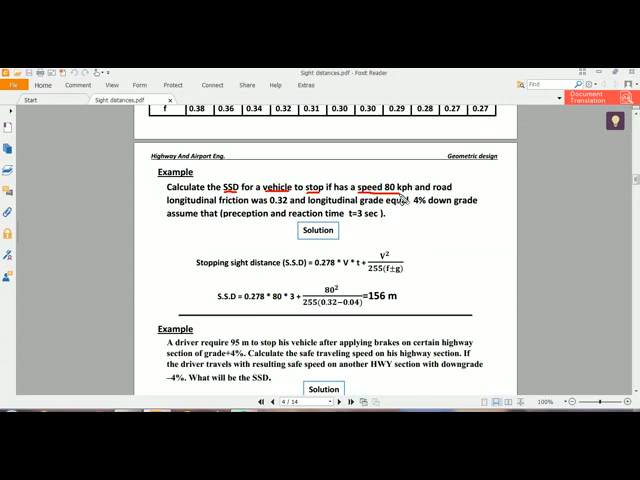 Sight distances.pdf - Foxit Reader
File Home Comment View Form Protect Share Help Extras
Find
Start Sight distances.pdf
Document Translation
f 0.38 0.36 0.34 0.32 0.31 0.30 0.30 0.29 0.28 0.27 0.27
Highway And Airport Eng. Geometric design
Example
Calculate the SSD for a vehicle to stop if has a speed 80 kph and road
longitudinal friction was 0.32 and longitudinal grade equal 4% down grade
assume that (preception and reaction time t=3 sec ).
Solution
Stopping sight distance (S.S.D) = 0.278 * V * t + V² / 255(f±g)
S.S.D = 0.278 * 80 * 3 + 80² / 255(0.32−0.04) =156 m
Example
A driver require 95 m to stop his vehicle after applying brakes on certain highway
section of grade+4%. Calculate the safe traveling speed on his highway section. If
the driver travels with resulting safe speed on another HWY section with downgrade
–4%. What will be the SSD.
Solution
4 / 14
100%